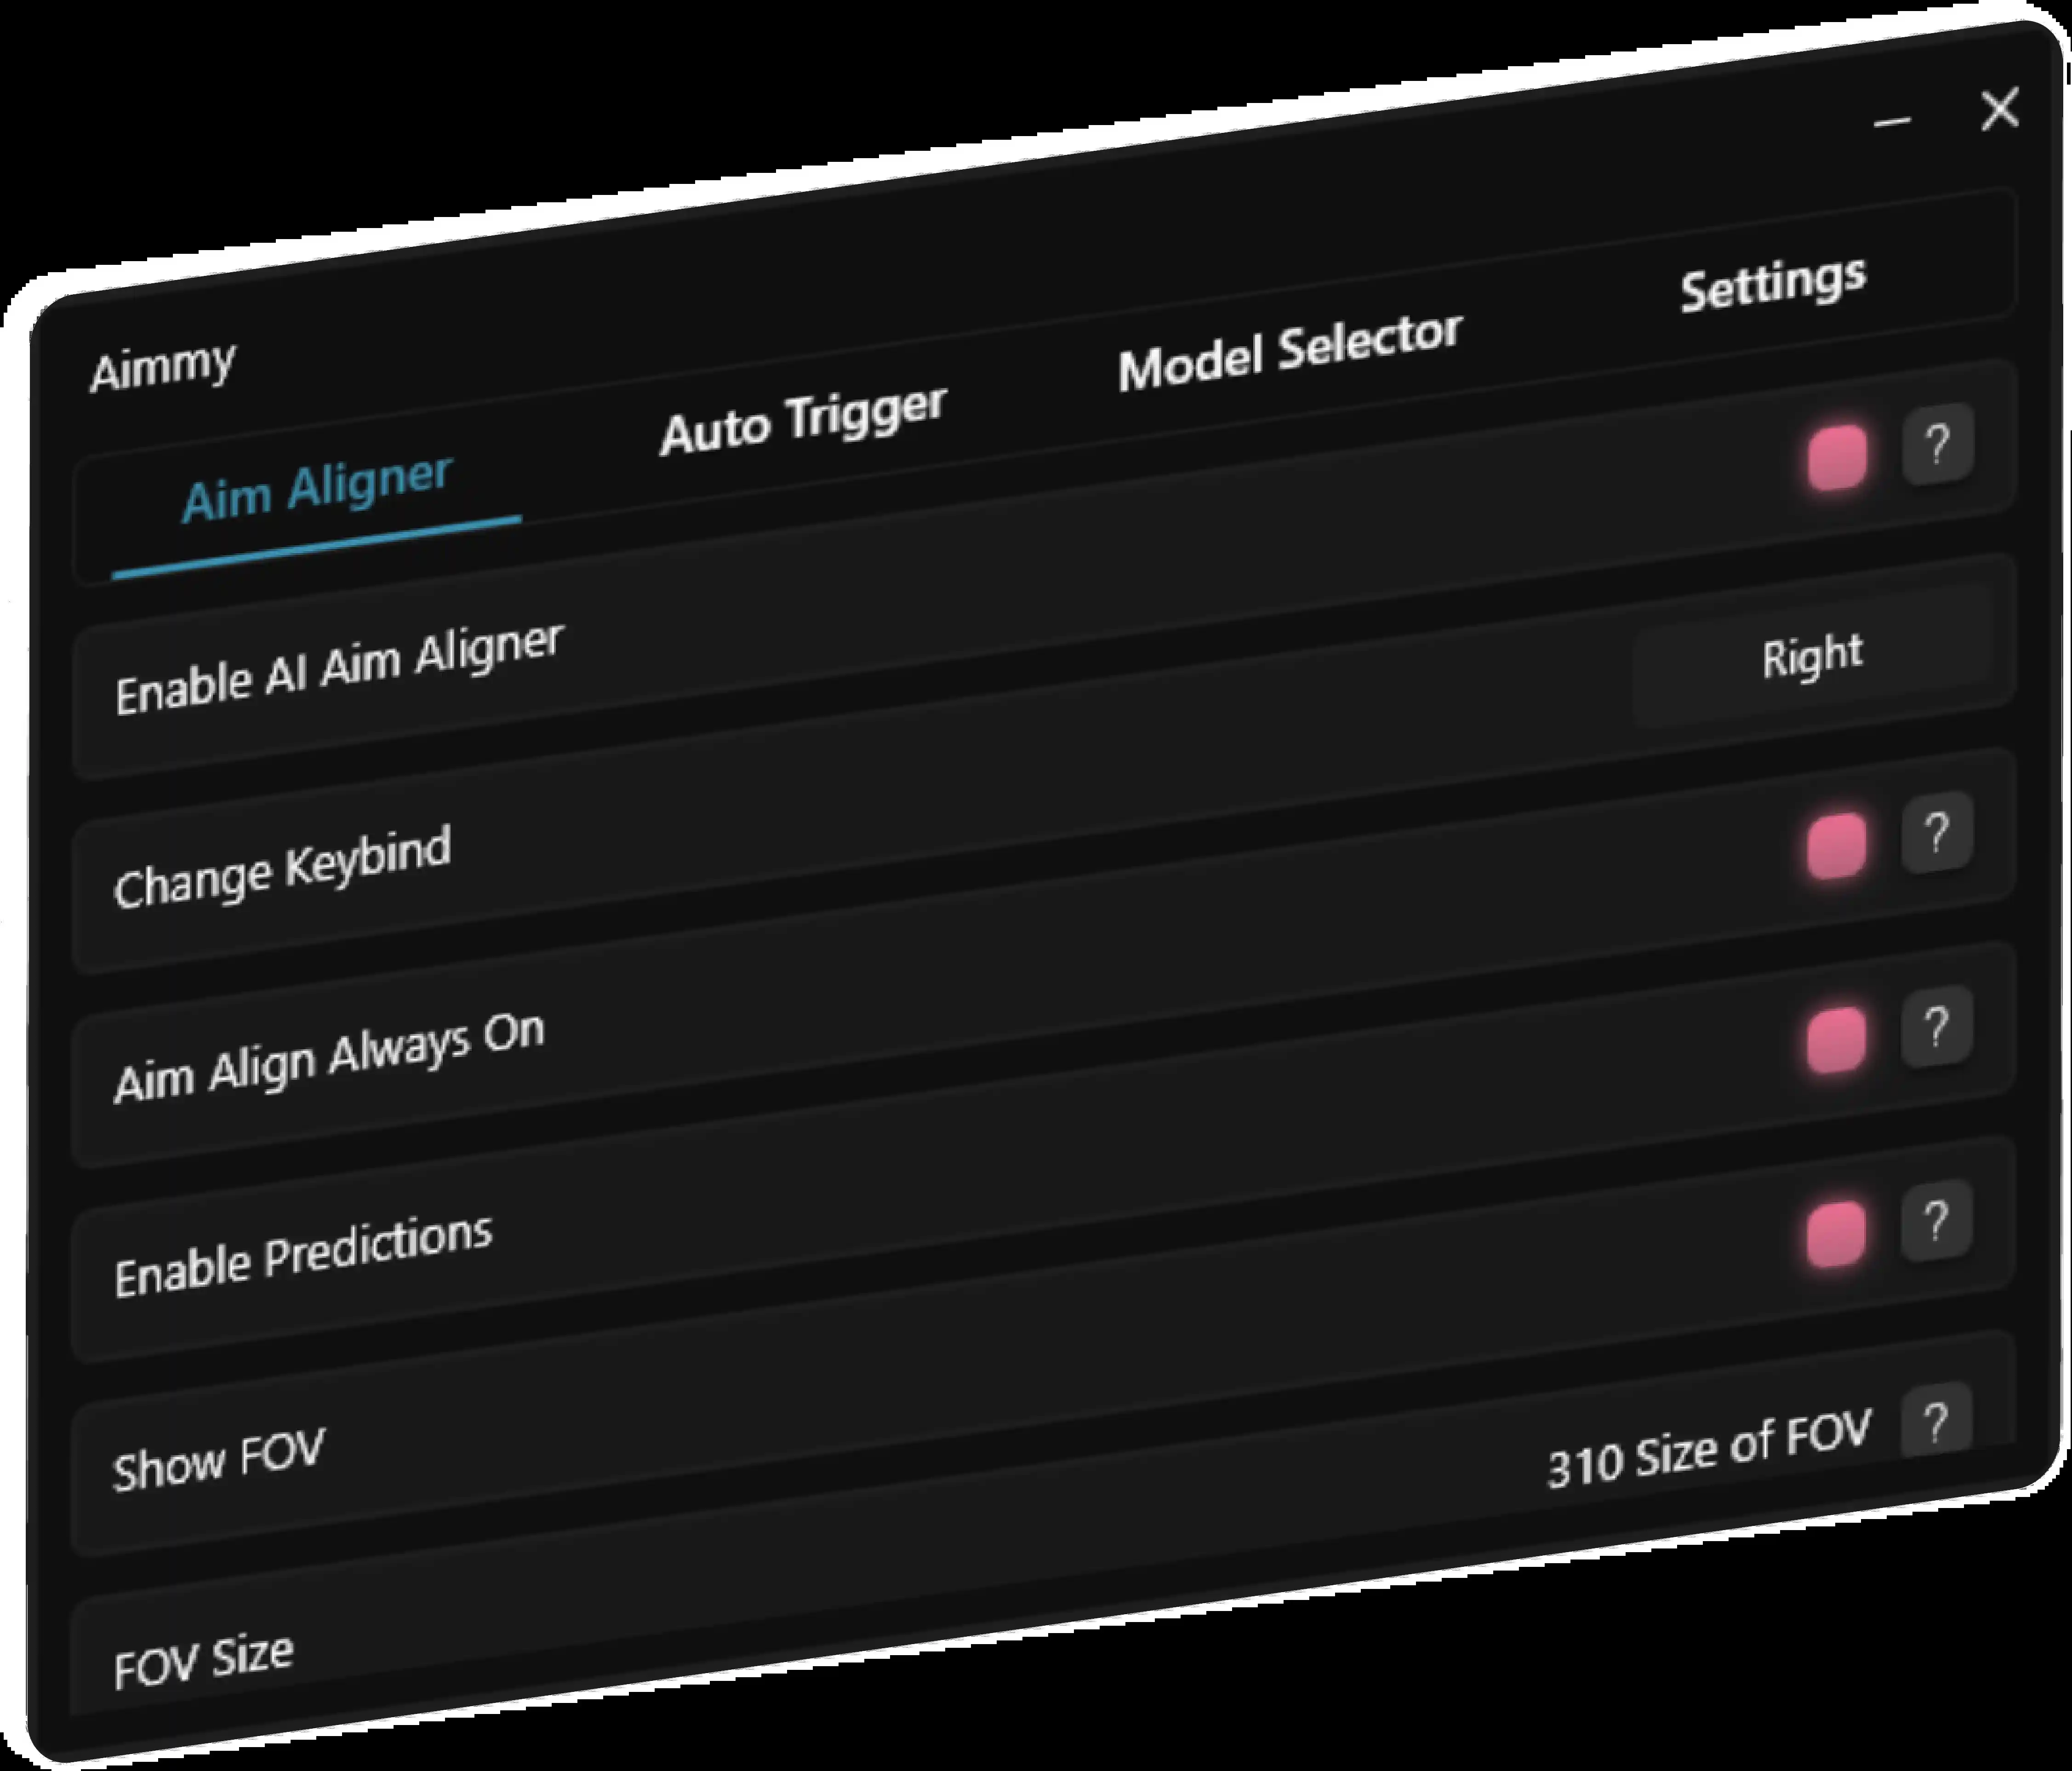 Aimmy
Aim Aligner
Auto Trigger
Model Selector
Settings
Enable AI Aim Aligner
?
Change Keybind
Right
Aim Align Always On
?
Enable Predictions
?
Show FOV
?
FOV Size
310 Size of FOV
?